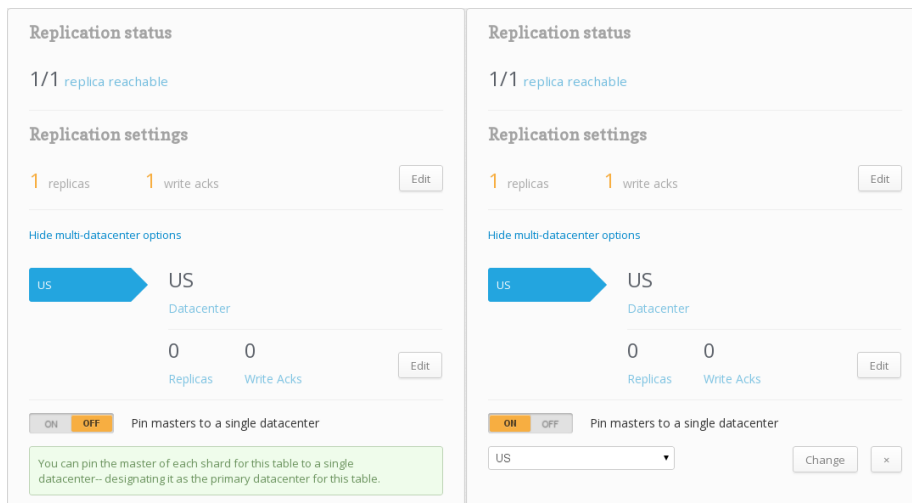 Replication status
1/1 replica reachable
Replication settings
1 replicas 1 write acks Edit
Hide multi-datacenter options
US US
Datacenter
0 0
Replicas Write Acks Edit
ON OFF Pin masters to a single datacenter
You can pin the master of each shard for this table to a single
datacenter-- designating it as the primary datacenter for this table.
Replication status
1/1 replica reachable
Replication settings
1 replicas 1 write acks Edit
Hide multi-datacenter options
US US
Datacenter
0 0
Replicas Write Acks Edit
ON OFF Pin masters to a single datacenter
US Change ×